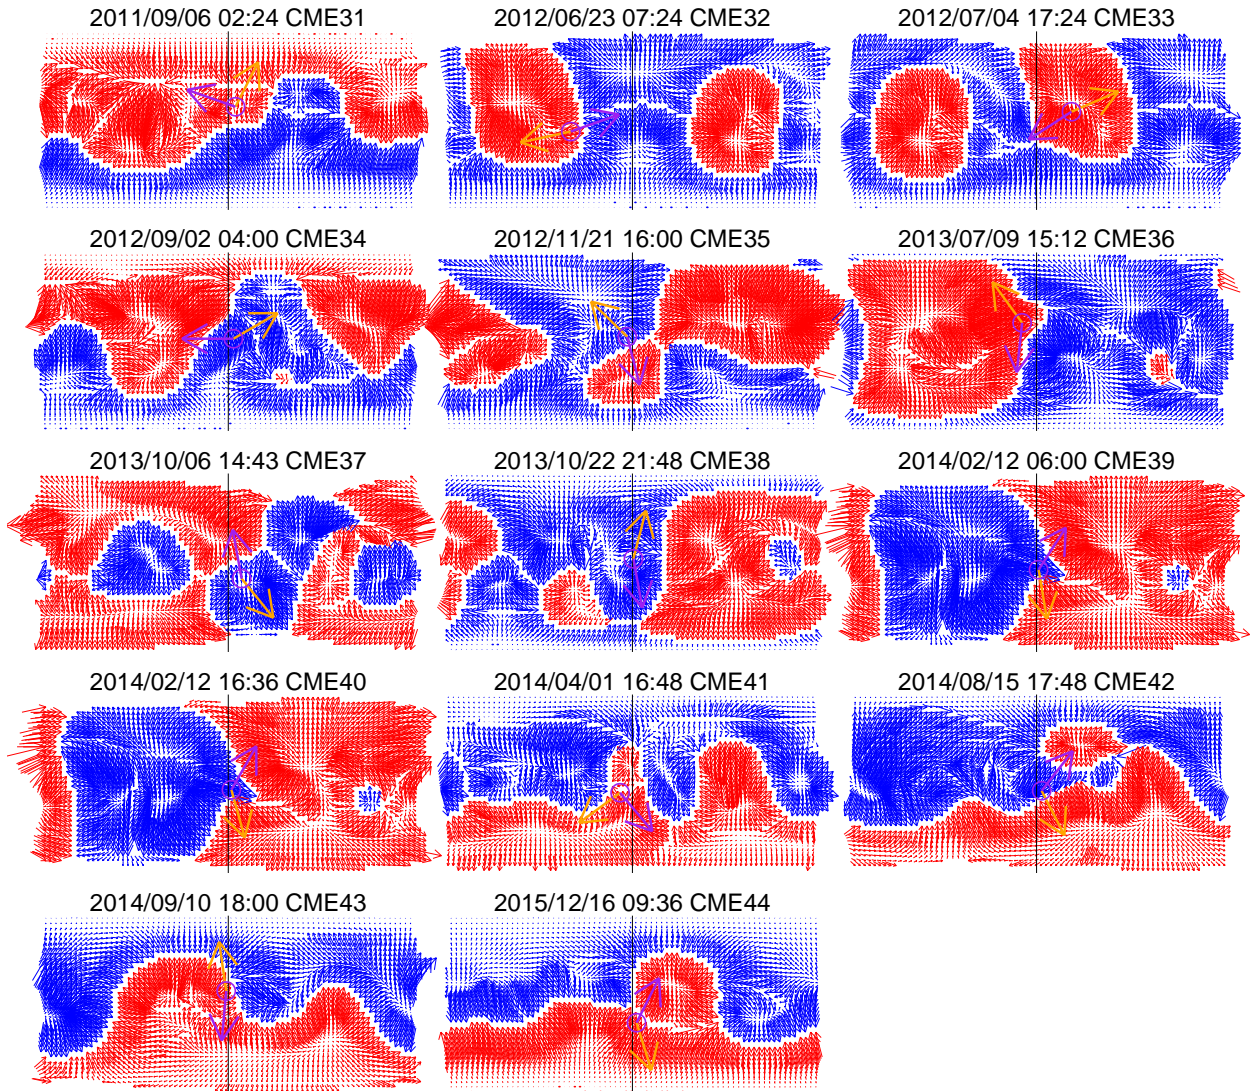 2011/09/06 02:24 CME31
2012/06/23 07:24 CME32
2012/07/04 17:24 CME33
2012/09/02 04:00 CME34
2012/11/21 16:00 CME35
2013/07/09 15:12 CME36
2013/10/06 14:43 CME37
2013/10/22 21:48 CME38
2014/02/12 06:00 CME39
2014/02/12 16:36 CME40
2014/04/01 16:48 CME41
2014/08/15 17:48 CME42
2014/09/10 18:00 CME43
2015/12/16 09:36 CME44